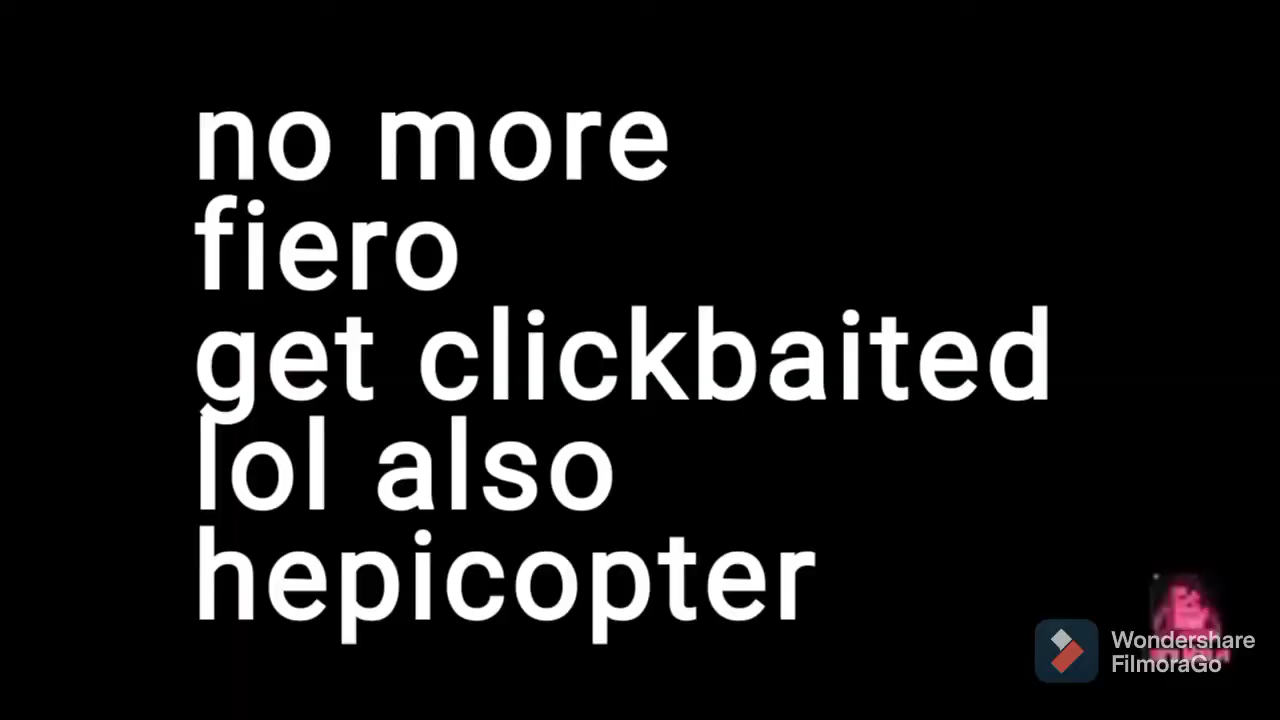 no more
fiero
get clickbaited
lol also
hepicopter
Wondershare
FilmoraGo